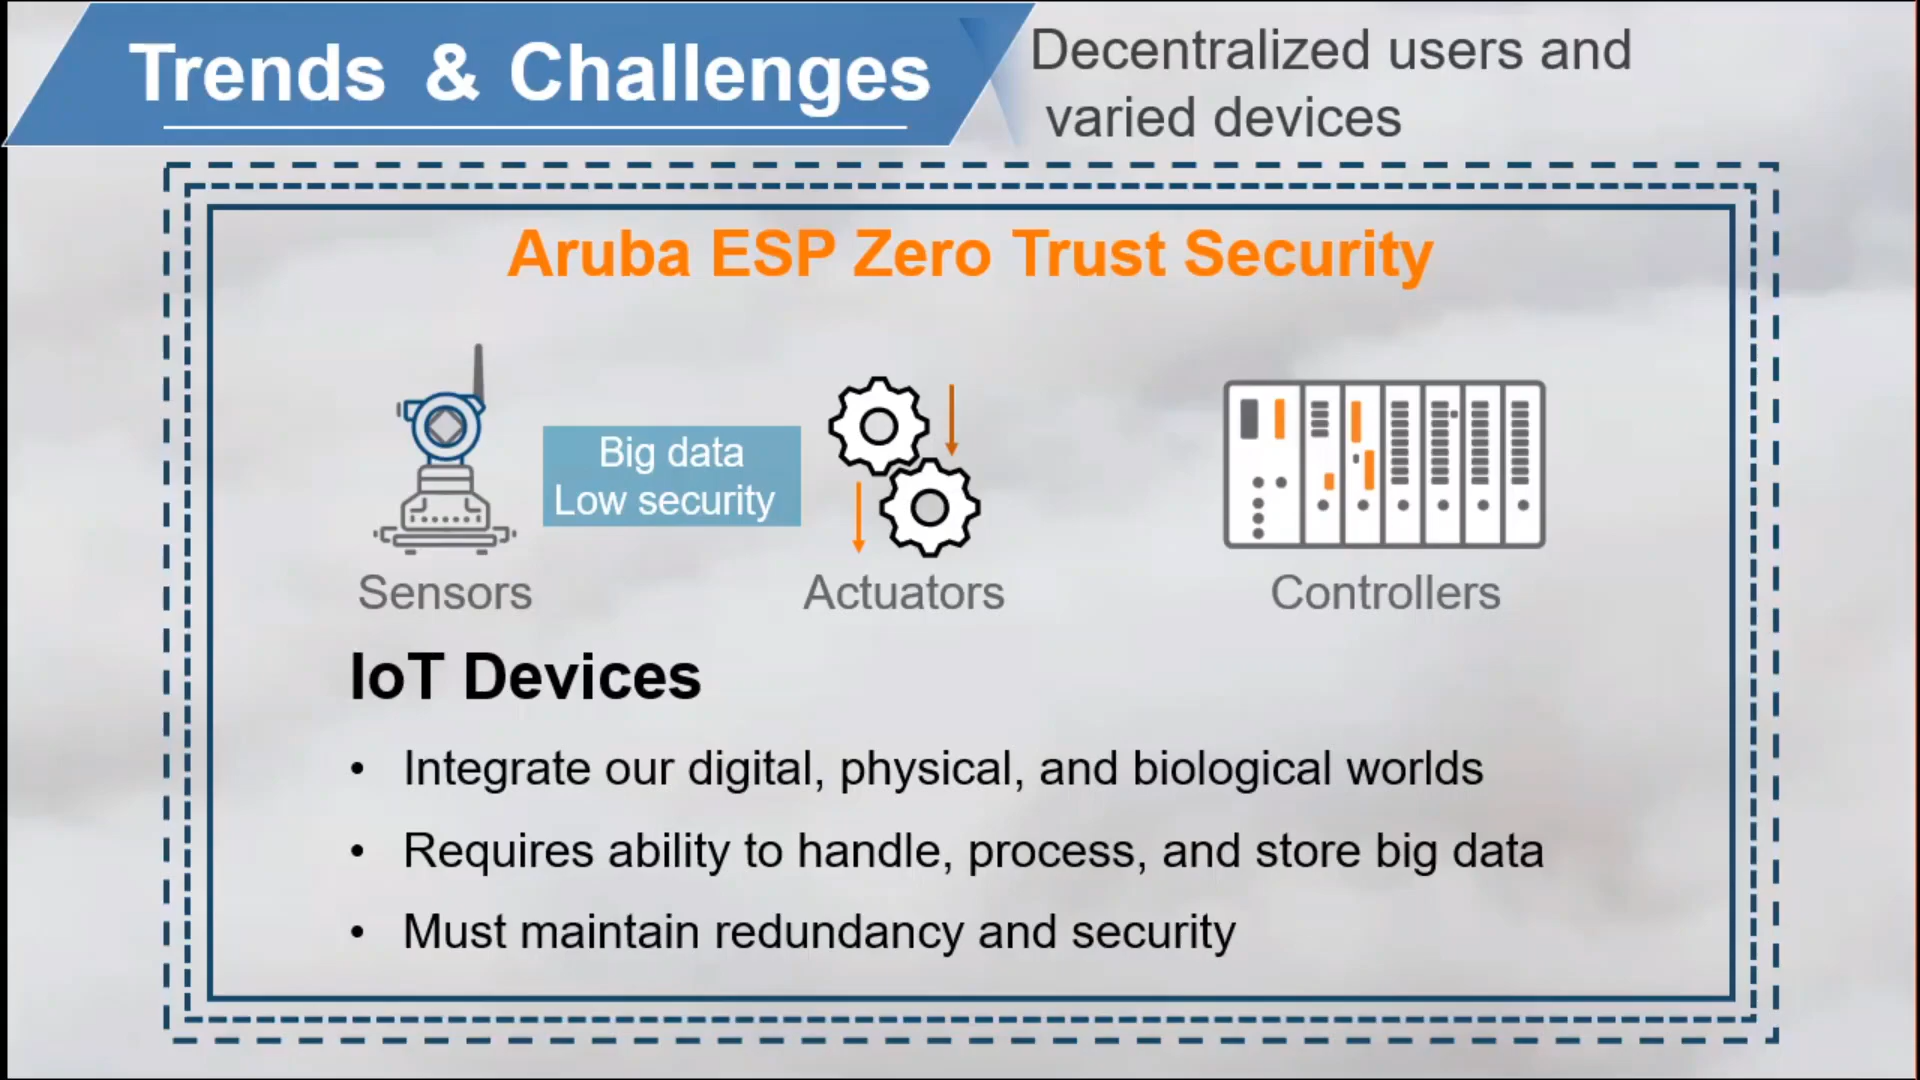 Trends & Challenges
Decentralized users and
varied devices
Aruba ESP Zero Trust Security
Big data
Low security
Sensors
Actuators
Controllers
IoT Devices
• Integrate our digital, physical, and biological worlds
• Requires ability to handle, process, and store big data
• Must maintain redundancy and security